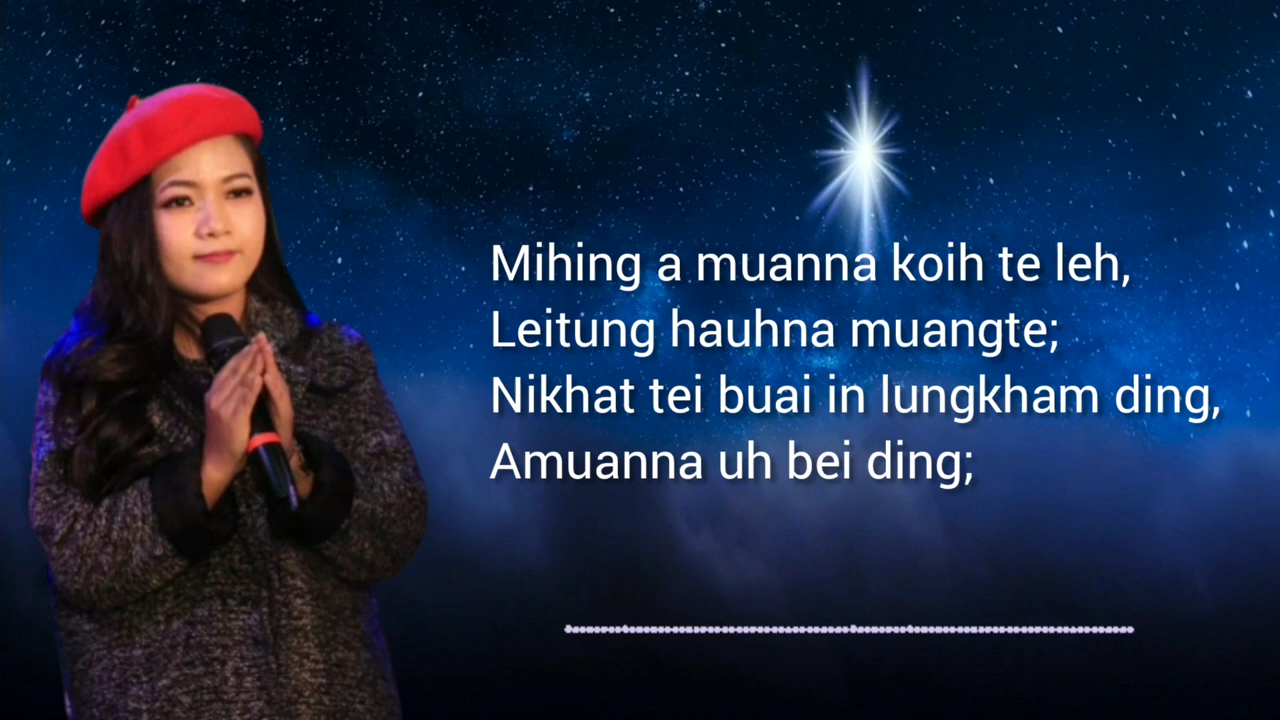 Mihing a muanna koih te leh,
Leitung hauhna muangte;
Nikhat tei buai in lungkham ding,
Amuanna uh bei ding;